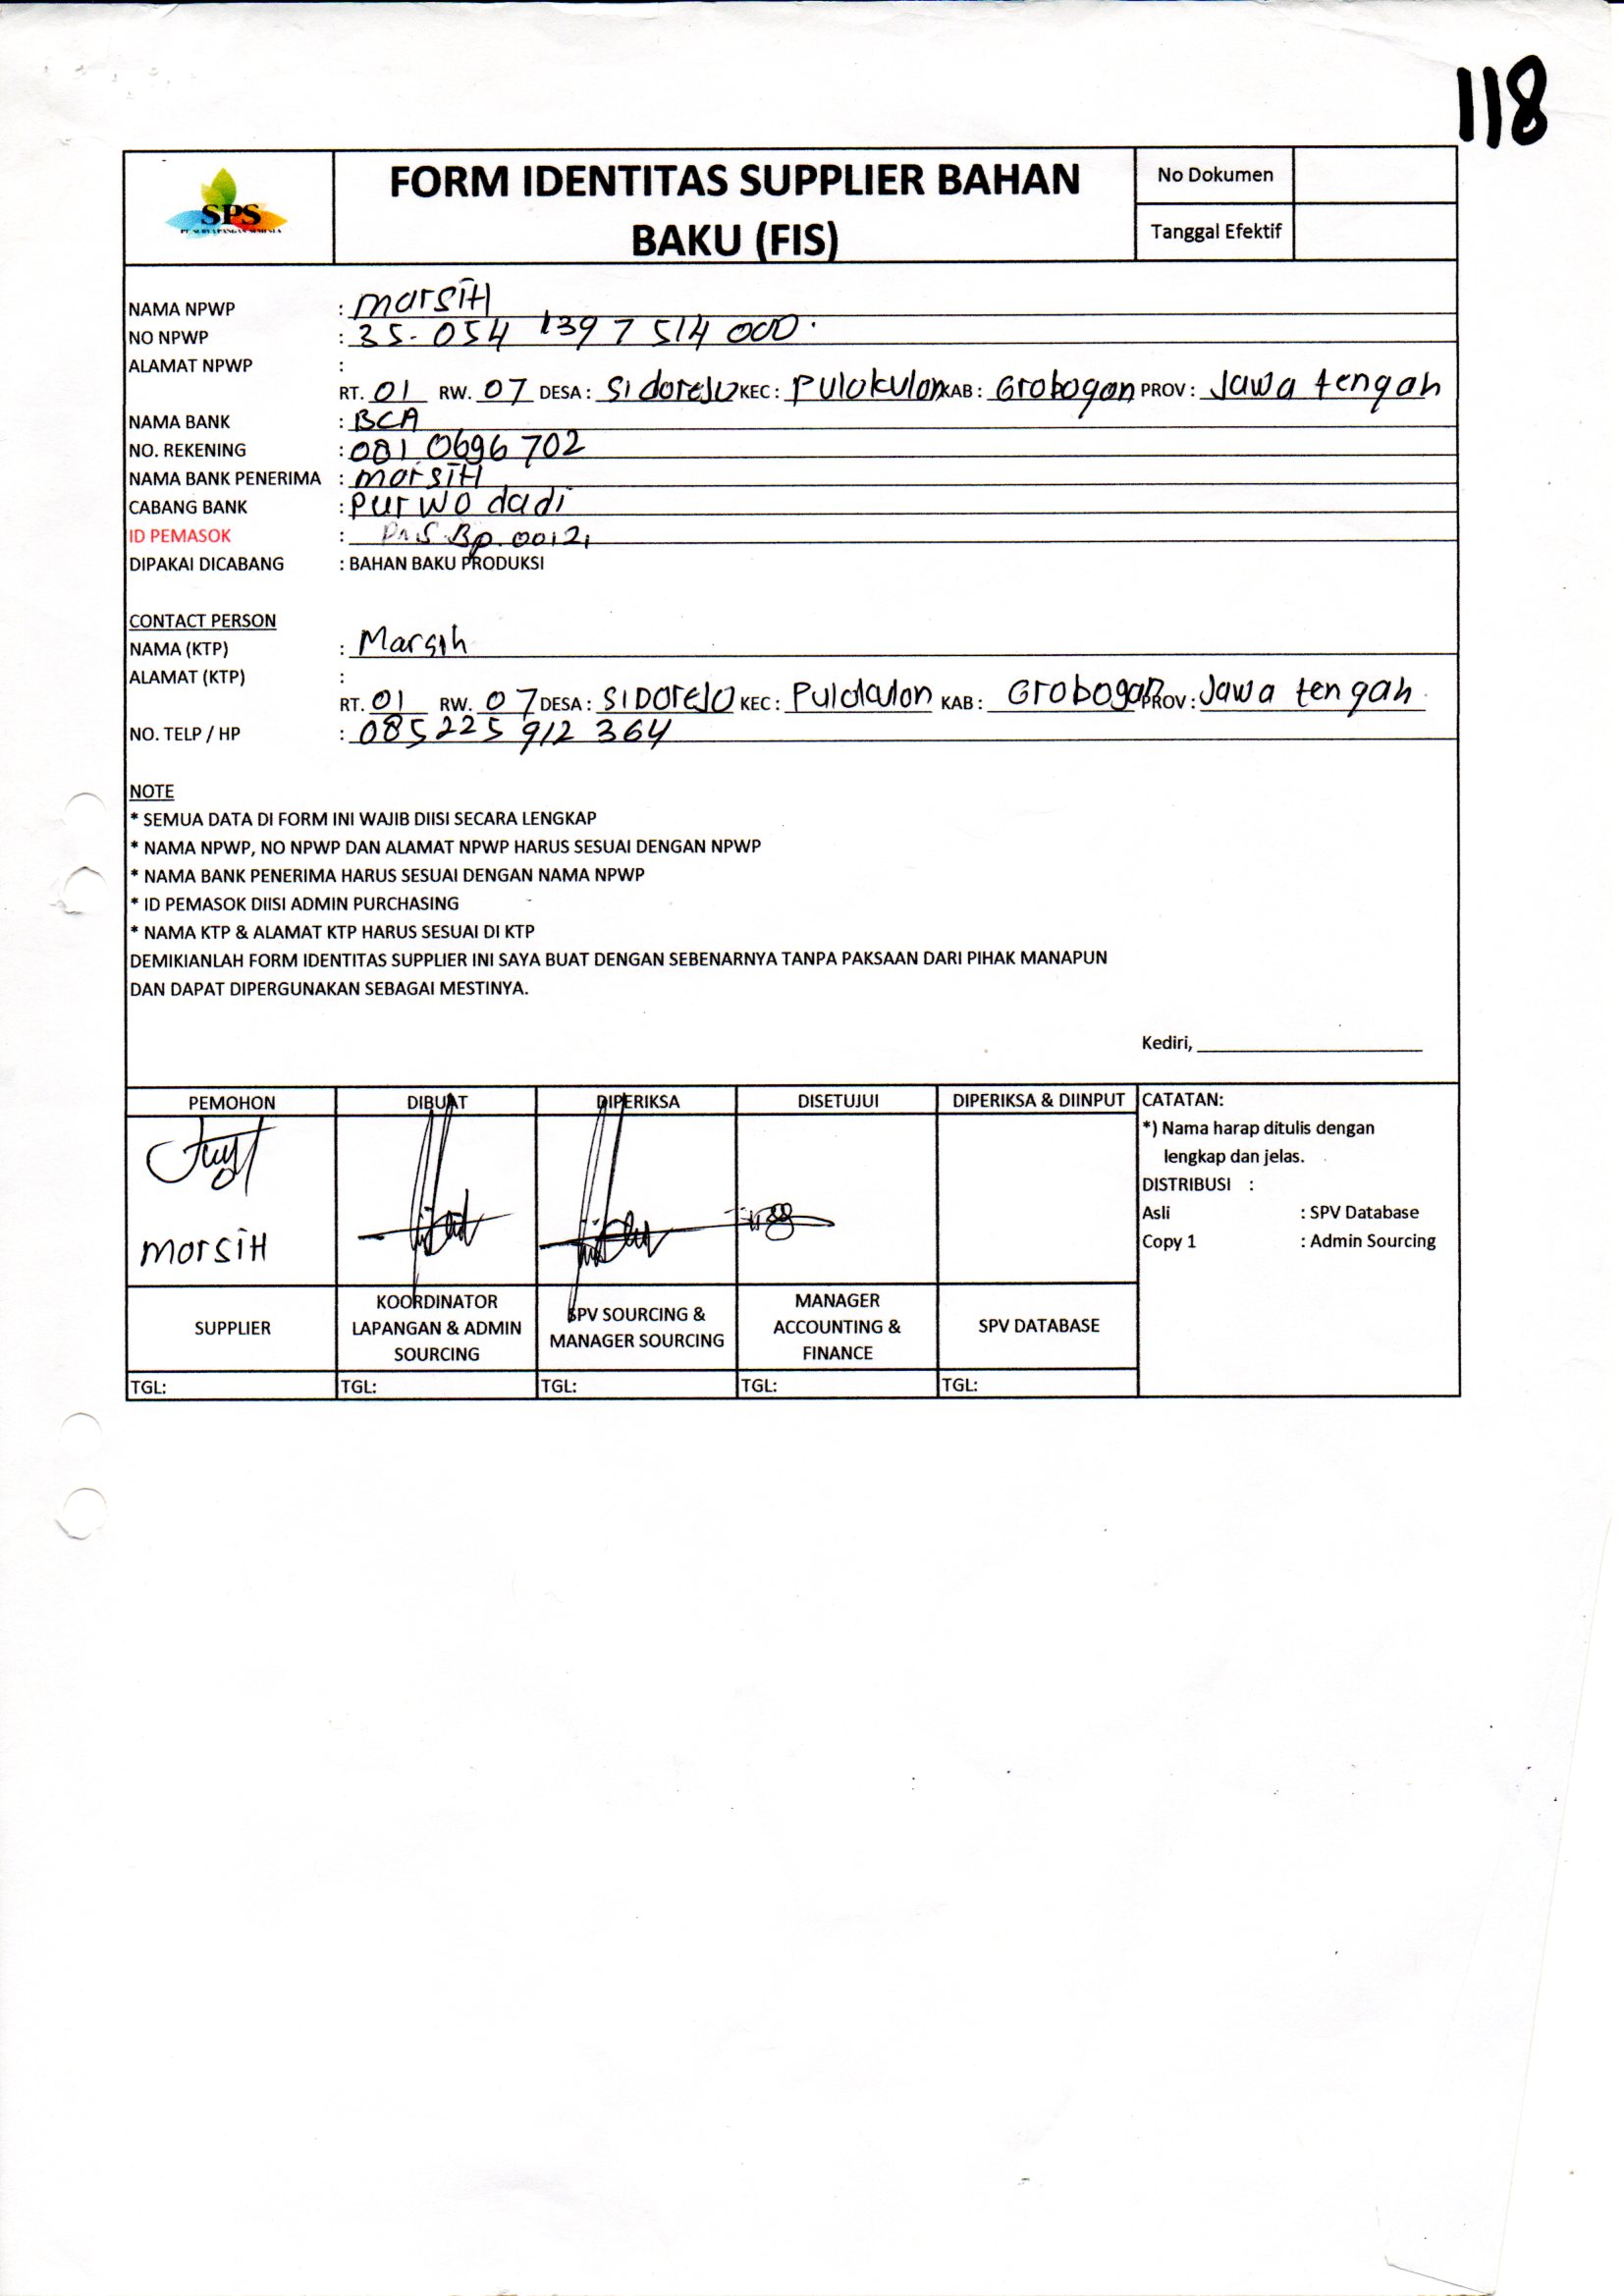 118
SPS
PT. SURYA PANGAN SEMESTA
FORM IDENTITAS SUPPLIER BAHAN
BAKU (FIS)
No Dokumen
Tanggal Efektif
NAMA NPWP : marsiH
NO NPWP : 35-054 1397 514 000.
ALAMAT NPWP :
RT. 01 RW. 07 DESA : Sidorejo KEC : Pulokulon KAB : Grobogan PROV : Jawa tengah
NAMA BANK : BCA
NO. REKENING : 081 0696 702
NAMA BANK PENERIMA : marsiH
CABANG BANK : purwodadi
ID PEMASOK : Bp. 00121
DIPAKAI DICABANG : BAHAN BAKU PRODUKSI
CONTACT PERSON
NAMA (KTP) : Marsih
ALAMAT (KTP) :
RT. 01 RW. 07 DESA : SIDOREJO KEC : Pulokulon KAB : Grobogan PROV : Jawa tengah
NO. TELP / HP : 085225 912 364
NOTE
* SEMUA DATA DI FORM INI WAJIB DIISI SECARA LENGKAP
* NAMA NPWP, NO NPWP DAN ALAMAT NPWP HARUS SESUAI DENGAN NPWP
* NAMA BANK PENERIMA HARUS SESUAI DENGAN NAMA NPWP
* ID PEMASOK DIISI ADMIN PURCHASING
* NAMA KTP & ALAMAT KTP HARUS SESUAI DI KTP
DEMIKIANLAH FORM IDENTITAS SUPPLIER INI SAYA BUAT DENGAN SEBENARNYA TANPA PAKSAAN DARI PIHAK MANAPUN
DAN DAPAT DIPERGUNAKAN SEBAGAI MESTINYA.
Kediri,
PEMOHON DIBUAT DIPERIKSA DISETUJUI DIPERIKSA & DIINPUT
marsiH
SUPPLIER
KOORDINATOR
LAPANGAN & ADMIN
SOURCING
SPV SOURCING &
MANAGER SOURCING
MANAGER
ACCOUNTING &
FINANCE
SPV DATABASE
TGL: TGL: TGL: TGL: TGL:
CATATAN:
*) Nama harap ditulis dengan
lengkap dan jelas.
DISTRIBUSI :
Asli : SPV Database
Copy 1 : Admin Sourcing